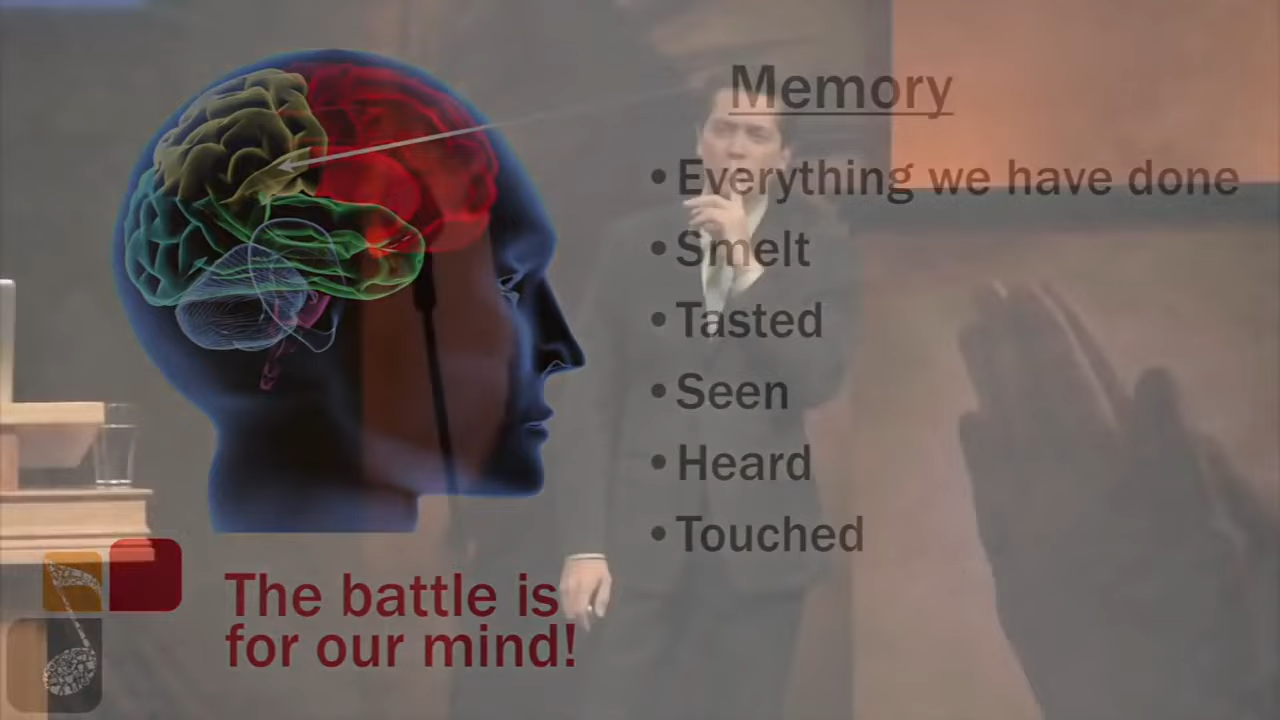 Memory
•Everything we have done
•Smelt
•Tasted
•Seen
•Heard
•Touched
The battle is
for our mind!